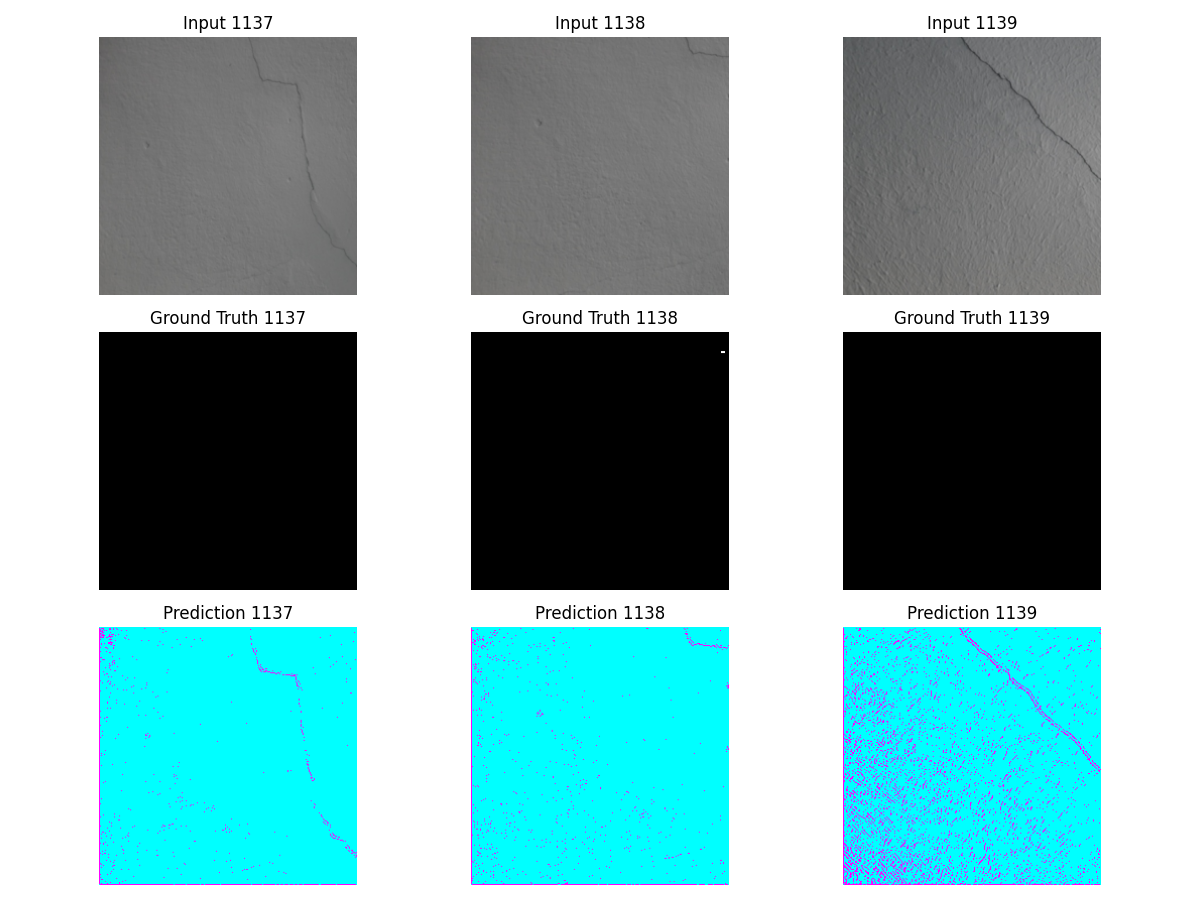 Input 1137
Input 1138
Input 1139
Ground Truth 1137
Ground Truth 1138
Ground Truth 1139
Prediction 1137
Prediction 1138
Prediction 1139